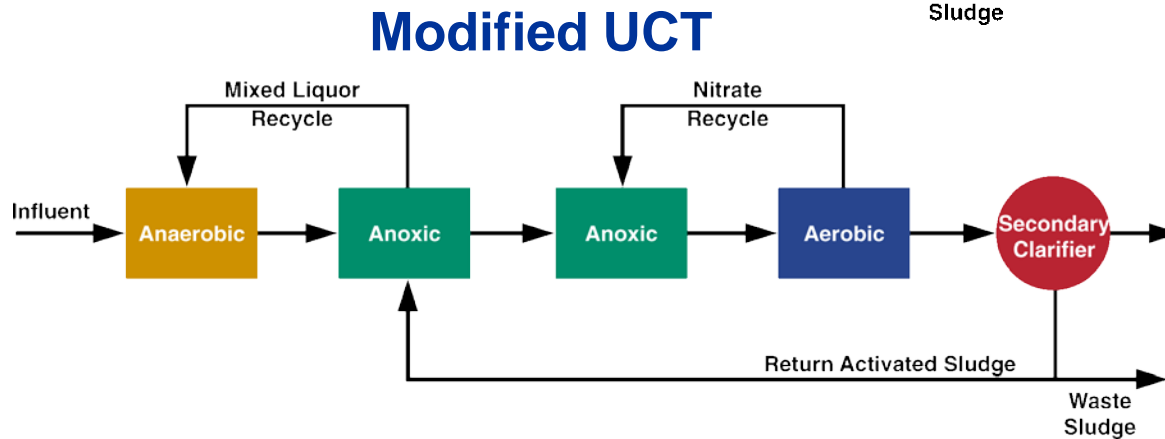 Sludge
Modified UCT
Mixed Liquor
Recycle
Nitrate
Recycle
Influent
Anaerobic
Anoxic
Anoxic
Aerobic
Secondary
Clarifier
Return Activated Sludge
Waste
Sludge